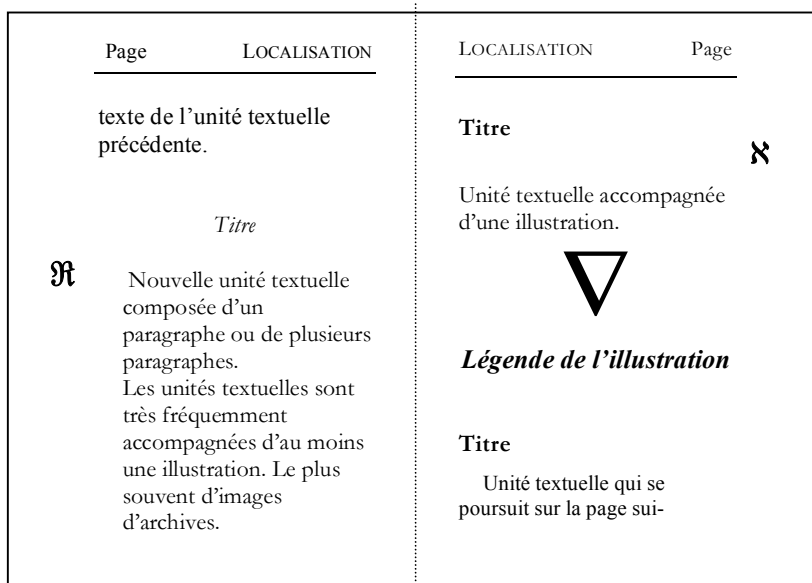 Page LOCALISATION
texte de l’unité textuelle
précédente.
Titre
ℜ
Nouvelle unité textuelle
composée d’un
paragraphe ou de plusieurs
paragraphes.
Les unités textuelles sont
très fréquemment
accompagnées d’au moins
une illustration. Le plus
souvent d’images
d’archives.
LOCALISATION Page
Titre
ℵ
Unité textuelle accompagnée
d’une illustration.
∇
Légende de l’illustration
Titre
Unité textuelle qui se
poursuit sur la page sui-